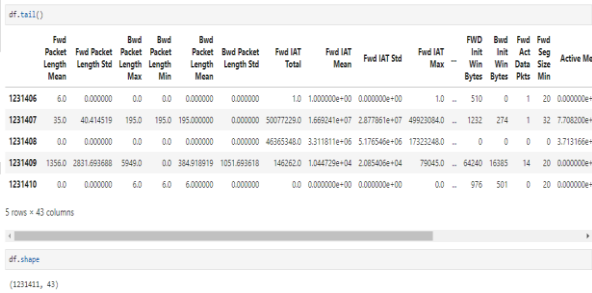 df.tail()
Fwd Packet Length Mean Fwd Packet Length Std Bwd Packet Length Max Bwd Packet Length Min Bwd Packet Length Mean Bwd Packet Length Std Fwd IAT Total Fwd IAT Mean Fwd IAT Std Fwd IAT Max ... FWD Init Win Bytes Bwd Init Win Bytes Fwd Act Data Pkts Fwd Seg Size Min Active Me
1231406 6.0 0.000000 0.0 0.0 0.000000 0.000000 1.0 1.000000e+00 0.000000e+00 1.0 ... 510 0 1 20 0.000000e+
1231407 35.0 40.414519 195.0 195.0 195.000000 0.000000 50077229.0 1.669241e+07 2.877861e+07 49923084.0 ... 1232 274 1 32 7.708200e+
1231408 0.0 0.000000 0.0 0.0 0.000000 0.000000 46365348.0 3.311811e+06 5.176546e+06 17323248.0 ... 0 0 0 0 3.713166e+
1231409 1356.0 2831.693688 5949.0 0.0 384.918919 1051.693618 146262.0 1.044729e+04 2.085406e+04 79045.0 ... 64240 16385 14 20 0.000000e+
1231410 0.0 0.000000 6.0 6.0 6.000000 0.000000 0.0 0.000000e+00 0.000000e+00 0.0 ... 976 501 0 20 0.000000e+
5 rows × 43 columns
df.shape
(1231411, 43)